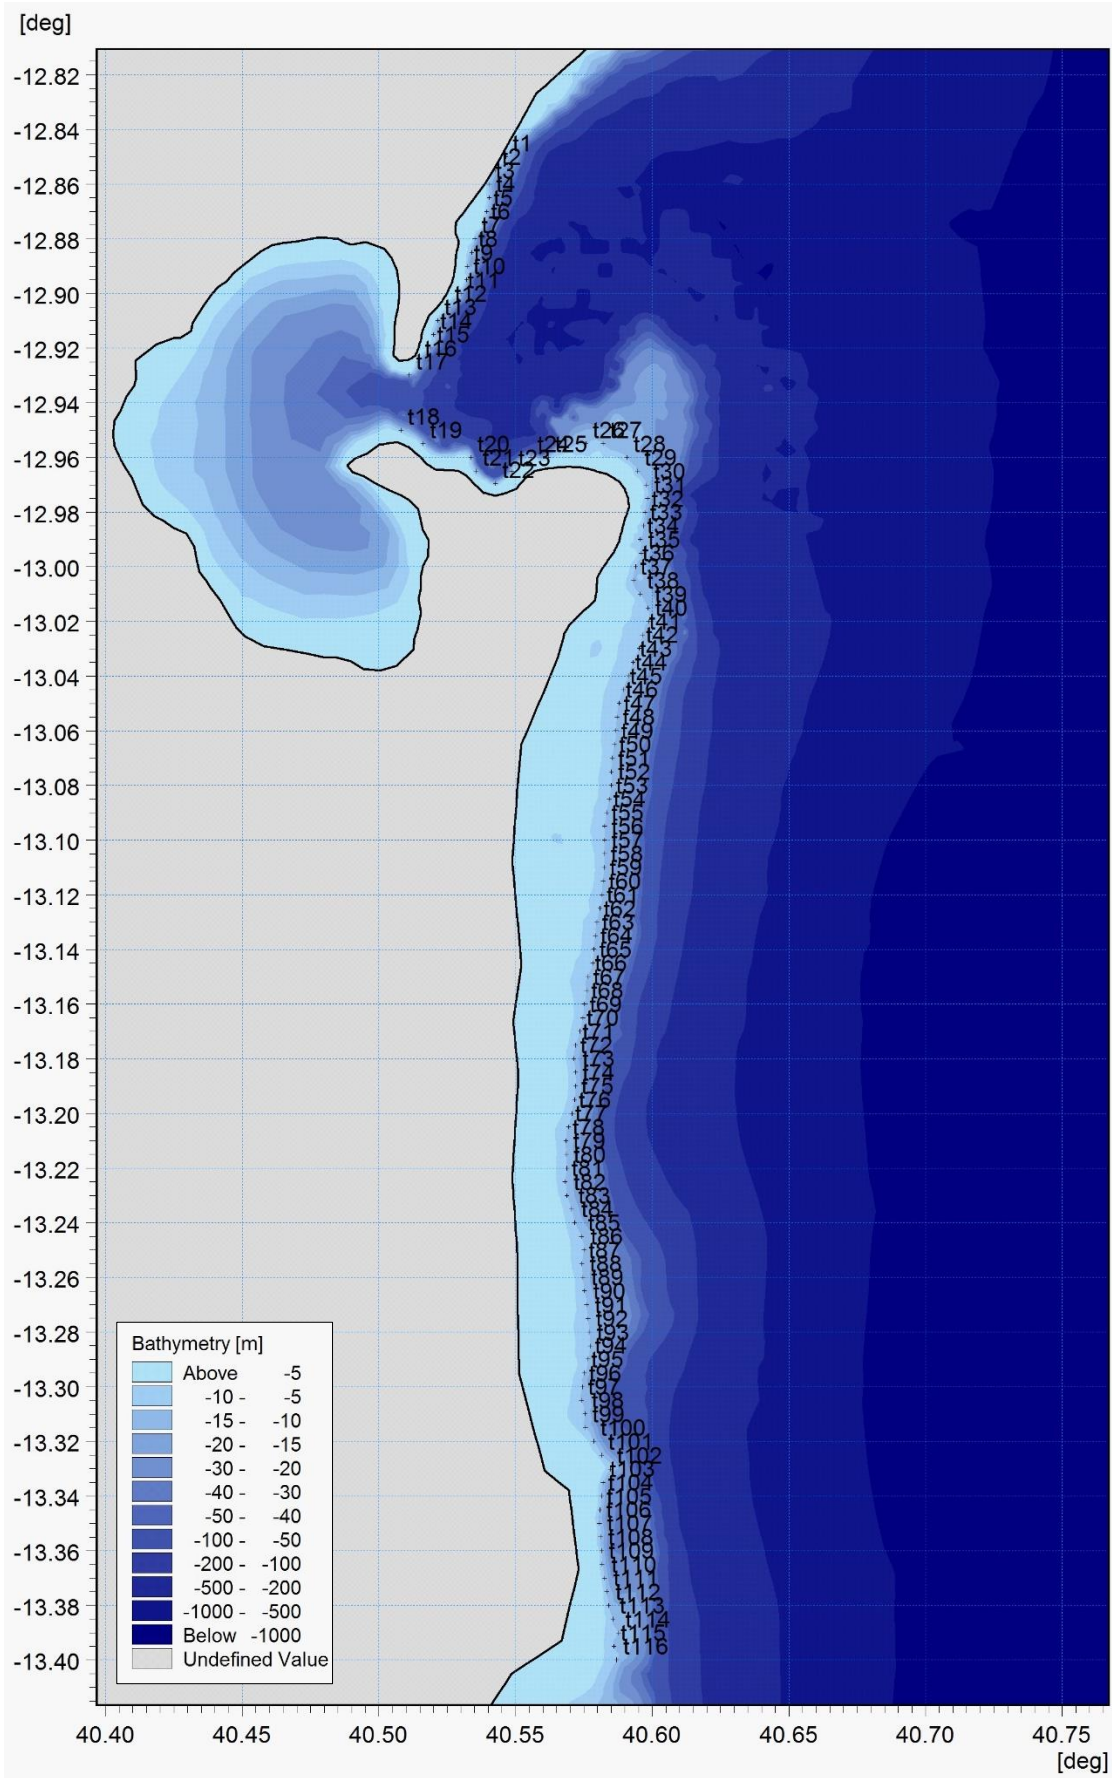 [deg]
-12.82
-12.84
-12.86
-12.88
-12.90
-12.92
-12.94
-12.96
-12.98
-13.00
-13.02
-13.04
-13.06
-13.08
-13.10
-13.12
-13.14
-13.16
-13.18
-13.20
-13.22
-13.24
-13.26
-13.28
-13.30
-13.32
-13.34
-13.36
-13.38
-13.40
t1
t2
t3
t4
t5
t6
t7
t8
t9
t10
t11
t12
t13
t14
t15
t16
t17
t18
t19
t20
t21
t22
t23
t24
t25
t26
t27
t28
t29
t30
t31
t32
t33
t34
t35
t36
t37
t38
t39
t40
t41
t42
t43
t44
t45
t46
t47
t48
t49
t50
t51
t52
t53
t54
t55
t56
t57
t58
t59
t60
t61
t62
t63
t64
t65
t66
t67
t68
t69
t70
t71
t72
t73
t74
t75
t76
t77
t78
t79
t80
t81
t82
t83
t84
t85
t86
t87
t88
t89
t90
t91
t92
t93
t94
t95
t96
t97
t98
t99
t100
t101
t102
t103
t104
t105
t106
t107
t108
t109
t110
t111
t112
t113
t114
t115
t116
Bathymetry [m]
Above -5
-10 - -5
-15 - -10
-20 - -15
-30 - -20
-40 - -30
-50 - -40
-100 - -50
-200 - -100
-500 - -200
-1000 - -500
Below -1000
Undefined Value
40.40 40.45 40.50 40.55 40.60 40.65 40.70 40.75
[deg]